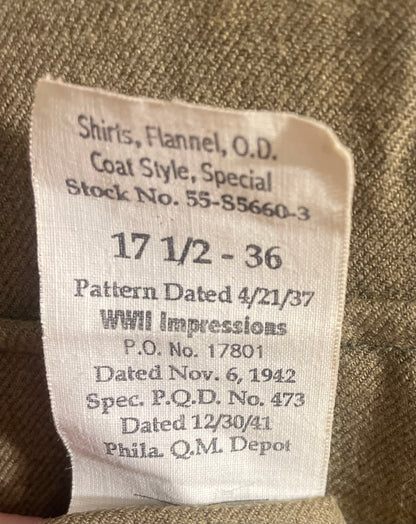 Shirts, Flannel, O.D.
Coat Style, Special
Stock No. 55-S5660-3
17 1/2 - 36
Pattern Dated 4/21/37
WWII Impressions
P.O. No. 17801
Dated Nov. 6, 1942
Spec. P.Q.D. No. 473
Dated 12/30/41
Phila. Q.M. Depot